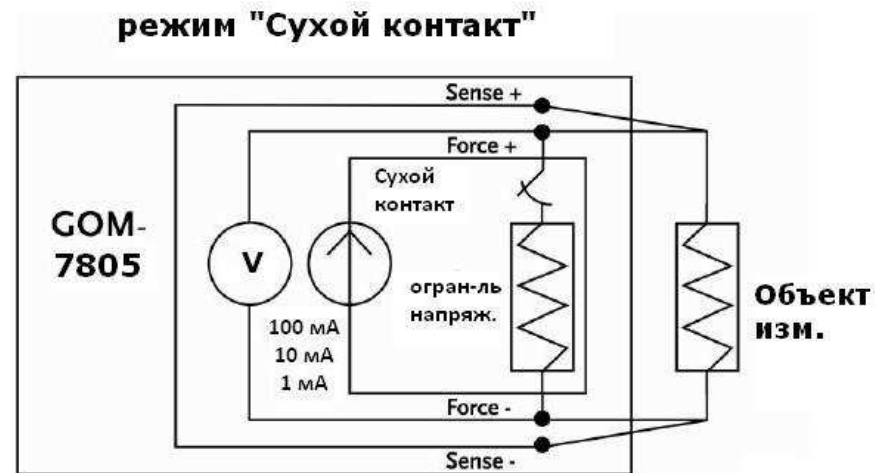 режим "Сухой контакт"
Sense +
Force +
Сухой
контакт
GOM-
7805
V
огран-ль
напряж.
Объект
изм.
100 мА
10 мА
1 мА
Force -
Sense -